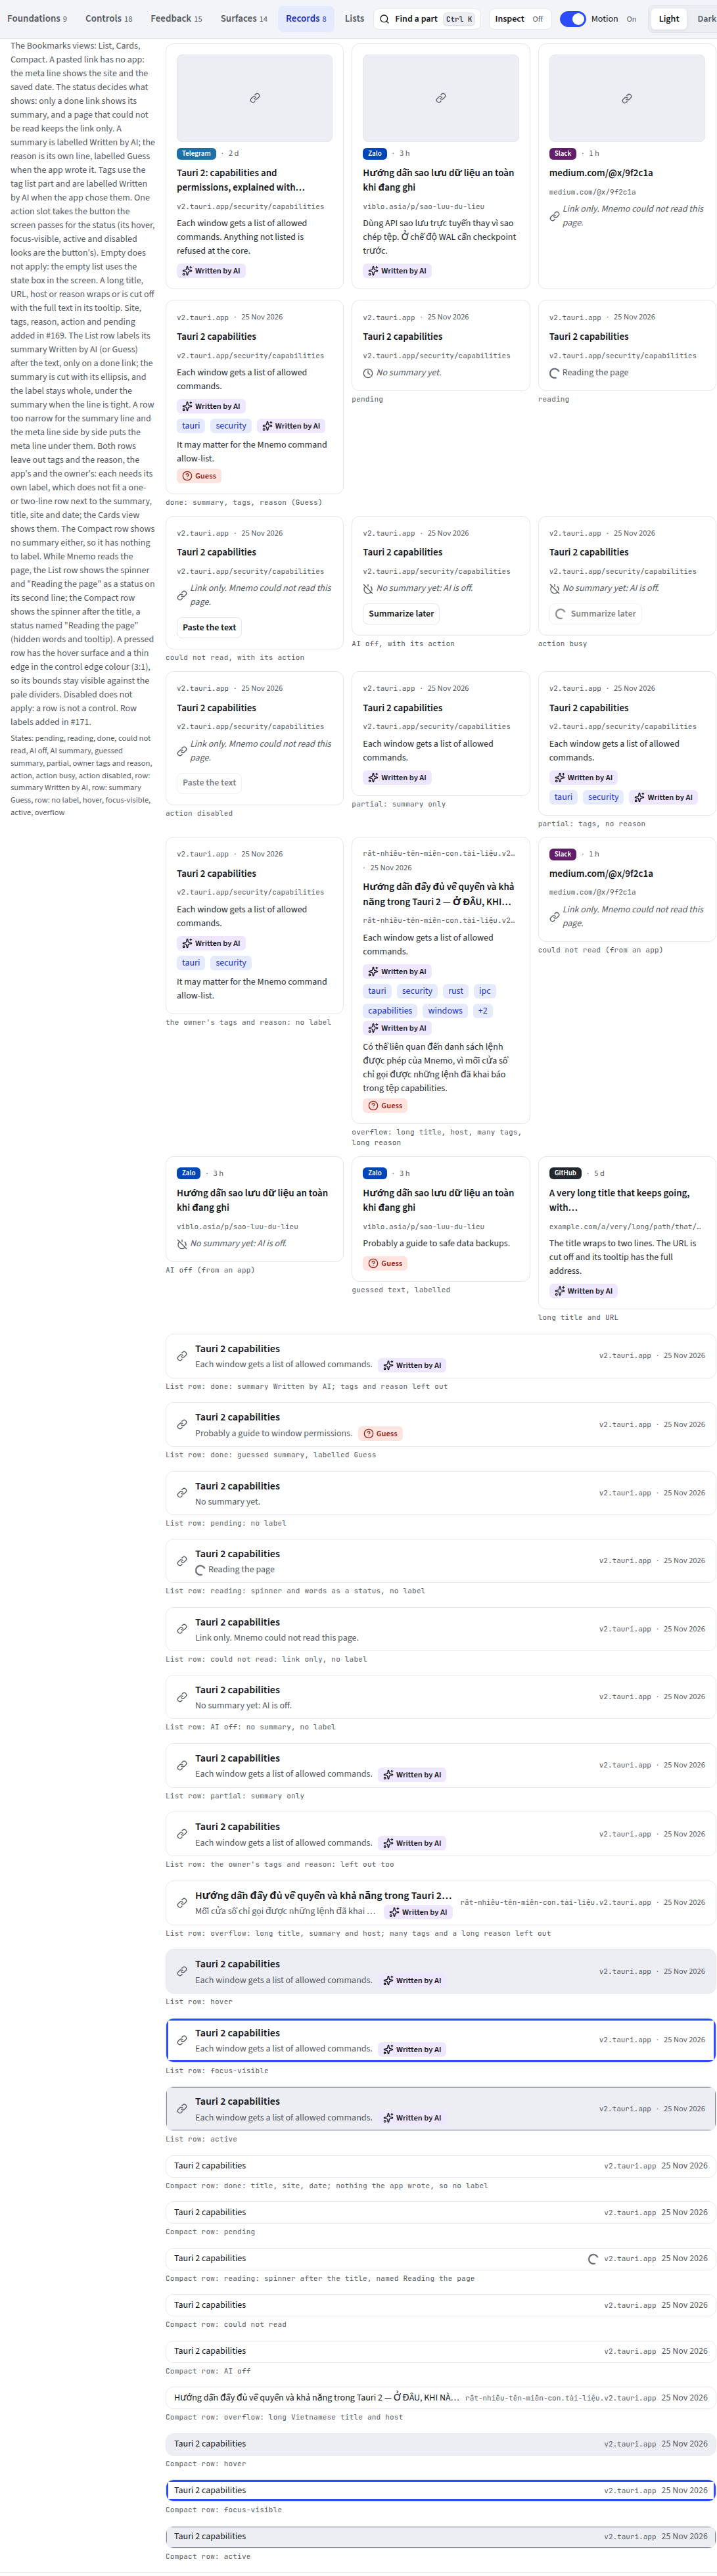 Foundations 9 Controls 18 Feedback 15 Surfaces 14 Records 8 Lists Find a part Ctrl K Inspect Off Motion On Light Dark
The Bookmarks views: List, Cards,
Compact. A pasted link has no app:
the meta line shows the site and the
saved date. The status decides what
shows: only a done link shows its
summary, and a page that could not
be read keeps the link only. A
summary is labelled Written by AI; the
reason is its own line, labelled Guess
when the app wrote it. Tags use the
tag list part and are labelled Written
by AI when the app chose them. One
action slot takes the button the
screen passes for the status (its hover,
focus-visible, active and disabled
looks are the button's). Empty does
not apply: the empty list uses the
state box in the screen. A long title,
URL, host or reason wraps or is cut off
with the full text in its tooltip. Site,
tags, reason, action and pending
added in #169. The List row labels its
summary Written by AI (or Guess)
after the text, only on a done link; the
summary is cut with its ellipsis, and
the label stays whole, under the
summary when the line is tight. A row
too narrow for the summary line and
the meta line side by side puts the
meta line under them. Both rows
leave out tags and the reason, the
app's and the owner's: each needs its
own label, which does not fit a one-
or two-line row next to the summary,
title, site and date; the Cards view
shows them. The Compact row shows
no summary either, so it has nothing
to label. While Mnemo reads the
page, the List row shows the spinner
and "Reading the page" as a status on
its second line; the Compact row
shows the spinner after the title, a
status named "Reading the page"
(hidden words and tooltip). A pressed
row has the hover surface and a thin
edge in the control edge colour (3:1),
so its bounds stay visible against the
pale dividers. Disabled does not
apply: a row is not a control. Row
labels added in #171.
States: pending, reading, done, could not
read, AI off, AI summary, guessed
summary, partial, owner tags and reason,
action, action busy, action disabled, row:
summary Written by AI, row: summary
Guess, row: no label, hover, focus-visible,
active, overflow
Telegram · 2 d
Tauri 2: capabilities and
permissions, explained with…
v2.tauri.app/security/capabilities
Each window gets a list of allowed
commands. Anything not listed is
refused at the core.
Written by AI
Zalo · 3 h
Hướng dẫn sao lưu dữ liệu an toàn
khi đang ghi
viblo.asia/p/sao-luu-du-lieu
Dùng API sao lưu trực tuyến thay vì sao
chép tệp. Ở chế độ WAL cần checkpoint
trước.
Written by AI
Slack · 1 h
medium.com/@x/9f2c1a
medium.com/@x/9f2c1a
Link only. Mnemo could not read this
page.
v2.tauri.app · 25 Nov 2026
Tauri 2 capabilities
v2.tauri.app/security/capabilities
Each window gets a list of allowed
commands.
Written by AI
tauri security Written by AI
It may matter for the Mnemo command
allow-list.
Guess
done: summary, tags, reason (Guess)
v2.tauri.app · 25 Nov 2026
Tauri 2 capabilities
v2.tauri.app/security/capabilities
No summary yet.
pending
v2.tauri.app · 25 Nov 2026
Tauri 2 capabilities
v2.tauri.app/security/capabilities
Reading the page
reading
v2.tauri.app · 25 Nov 2026
Tauri 2 capabilities
v2.tauri.app/security/capabilities
Link only. Mnemo could not read this
page.
Paste the text
could not read, with its action
v2.tauri.app · 25 Nov 2026
Tauri 2 capabilities
v2.tauri.app/security/capabilities
No summary yet: AI is off.
Summarize later
AI off, with its action
v2.tauri.app · 25 Nov 2026
Tauri 2 capabilities
v2.tauri.app/security/capabilities
No summary yet: AI is off.
Summarize later
action busy
v2.tauri.app · 25 Nov 2026
Tauri 2 capabilities
v2.tauri.app/security/capabilities
Link only. Mnemo could not read this
page.
Paste the text
action disabled
v2.tauri.app · 25 Nov 2026
Tauri 2 capabilities
v2.tauri.app/security/capabilities
Each window gets a list of allowed
commands.
Written by AI
partial: summary only
v2.tauri.app · 25 Nov 2026
Tauri 2 capabilities
v2.tauri.app/security/capabilities
Each window gets a list of allowed
commands.
Written by AI
tauri security Written by AI
partial: tags, no reason
v2.tauri.app · 25 Nov 2026
Tauri 2 capabilities
v2.tauri.app/security/capabilities
Each window gets a list of allowed
commands.
Written by AI
tauri security
It may matter for the Mnemo command
allow-list.
the owner's tags and reason: no label
rất-nhiều-tên-miền-con.tài-liệu.v2…
· 25 Nov 2026
Hướng dẫn đầy đủ về quyền và khả
năng trong Tauri 2 — Ở ĐÂU, KHI…
rất-nhiều-tên-miền-con.tài-liệu.v2…
Each window gets a list of allowed
commands.
Written by AI
tauri security rust ipc
capabilities windows +2
Written by AI
Có thể liên quan đến danh sách lệnh
được phép của Mnemo, vì mỗi cửa sổ
chỉ gọi được những lệnh đã khai báo
trong tệp capabilities.
Guess
overflow: long title, host, many tags,
long reason
Slack · 1 h
medium.com/@x/9f2c1a
medium.com/@x/9f2c1a
Link only. Mnemo could not read this
page.
could not read (from an app)
Zalo · 3 h
Hướng dẫn sao lưu dữ liệu an toàn
khi đang ghi
viblo.asia/p/sao-luu-du-lieu
No summary yet: AI is off.
AI off (from an app)
Zalo · 3 h
Hướng dẫn sao lưu dữ liệu an toàn
khi đang ghi
viblo.asia/p/sao-luu-du-lieu
Probably a guide to safe data backups.
Guess
guessed text, labelled
GitHub · 5 d
A very long title that keeps going,
with…
example.com/a/very/long/path/that/…
The title wraps to two lines. The URL is
cut off and its tooltip has the full
address.
Written by AI
long title and URL
Tauri 2 capabilities
Each window gets a list of allowed commands. Written by AI
v2.tauri.app · 25 Nov 2026
List row: done: summary Written by AI; tags and reason left out
Tauri 2 capabilities
Probably a guide to window permissions. Guess
v2.tauri.app · 25 Nov 2026
List row: done: guessed summary, labelled Guess
Tauri 2 capabilities
No summary yet.
v2.tauri.app · 25 Nov 2026
List row: pending: no label
Tauri 2 capabilities
Reading the page
v2.tauri.app · 25 Nov 2026
List row: reading: spinner and words as a status, no label
Tauri 2 capabilities
Link only. Mnemo could not read this page.
v2.tauri.app · 25 Nov 2026
List row: could not read: link only, no label
Tauri 2 capabilities
No summary yet: AI is off.
v2.tauri.app · 25 Nov 2026
List row: AI off: no summary, no label
Tauri 2 capabilities
Each window gets a list of allowed commands. Written by AI
v2.tauri.app · 25 Nov 2026
List row: partial: summary only
Tauri 2 capabilities
Each window gets a list of allowed commands. Written by AI
v2.tauri.app · 25 Nov 2026
List row: the owner's tags and reason: left out too
Hướng dẫn đầy đủ về quyền và khả năng trong Tauri 2…
Mỗi cửa sổ chỉ gọi được những lệnh đã khai … Written by AI
rất-nhiều-tên-miền-con.tài-liệu.v2.tauri.app · 25 Nov 2026
List row: overflow: long title, summary and host; many tags and a long reason left out
Tauri 2 capabilities
Each window gets a list of allowed commands. Written by AI
v2.tauri.app · 25 Nov 2026
List row: hover
Tauri 2 capabilities
Each window gets a list of allowed commands. Written by AI
v2.tauri.app · 25 Nov 2026
List row: focus-visible
Tauri 2 capabilities
Each window gets a list of allowed commands. Written by AI
v2.tauri.app · 25 Nov 2026
List row: active
Tauri 2 capabilities v2.tauri.app 25 Nov 2026
Compact row: done: title, site, date; nothing the app wrote, so no label
Tauri 2 capabilities v2.tauri.app 25 Nov 2026
Compact row: pending
Tauri 2 capabilities v2.tauri.app 25 Nov 2026
Compact row: reading: spinner after the title, named Reading the page
Tauri 2 capabilities v2.tauri.app 25 Nov 2026
Compact row: could not read
Tauri 2 capabilities v2.tauri.app 25 Nov 2026
Compact row: AI off
Hướng dẫn đầy đủ về quyền và khả năng trong Tauri 2 — Ở ĐÂU, KHI NÀ… rất-nhiều-tên-miền-con.tài-liệu.v2.tauri.app 25 Nov 2026
Compact row: overflow: long Vietnamese title and host
Tauri 2 capabilities v2.tauri.app 25 Nov 2026
Compact row: hover
Tauri 2 capabilities v2.tauri.app 25 Nov 2026
Compact row: focus-visible
Tauri 2 capabilities v2.tauri.app 25 Nov 2026
Compact row: active